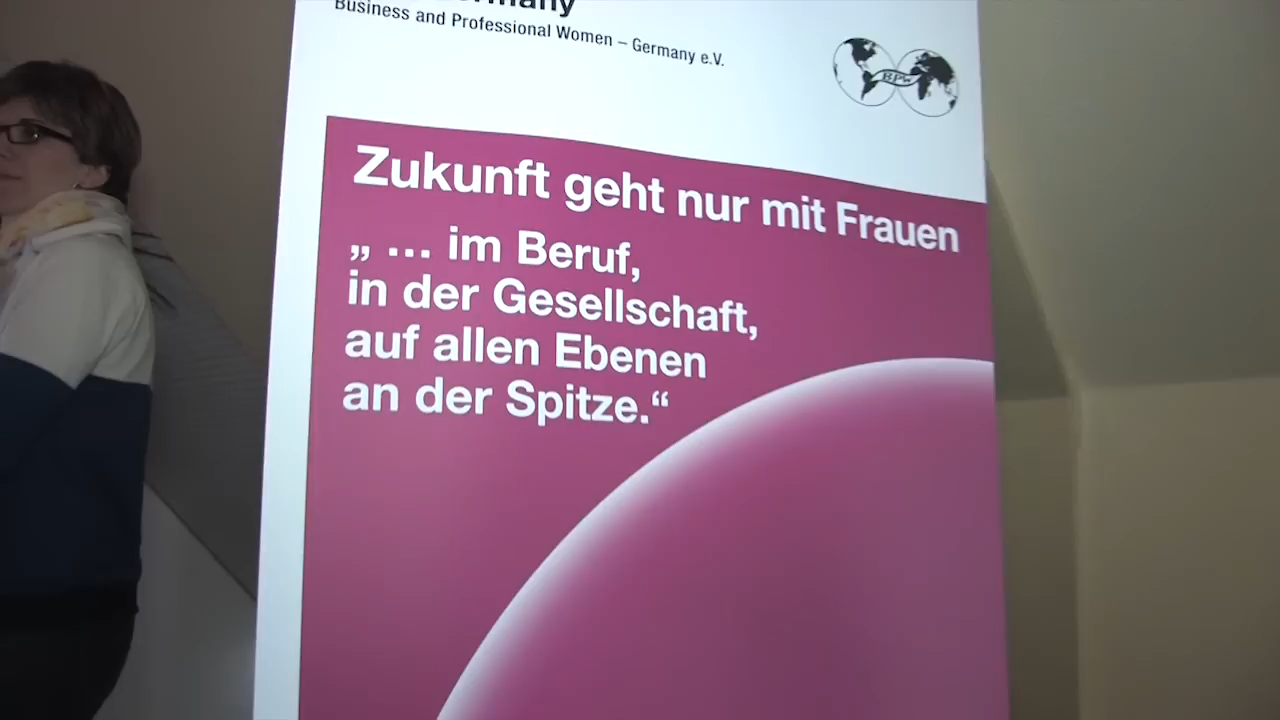 Business and Professional Women – Germany e.V.
BPW
Zukunft geht nur mit Frauen
„ ... im Beruf,
in der Gesellschaft,
auf allen Ebenen
an der Spitze.“